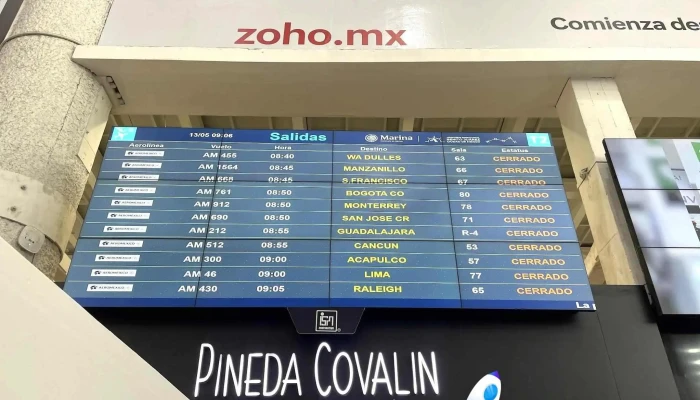 zoho.mx
Comienza de
13/05 09:06 Salidas Marina T2
Aerolínea Vuelo Hora Destino Sala Estatus
AM 455 08:40 WA DULLES 63 CERRADO
AM 1564 08:45 MANZANILLO 66 CERRADO
AM 668 08:45 S.FRANCISCO 67 CERRADO
AM 761 08:50 BOGOTA CO 80 CERRADO
AM 912 08:50 MONTERREY 78 CERRADO
AM 690 08:50 SAN JOSE CR 71 CERRADO
AM 212 08:55 GUADALAJARA R-4 CERRADO
AM 512 08:55 CANCUN 53 CERRADO
AM 300 09:00 ACAPULCO 57 CERRADO
AM 46 09:00 LIMA 77 CERRADO
AM 430 09:05 RALEIGH 65 CERRADO
La
PINEDA COVALIN